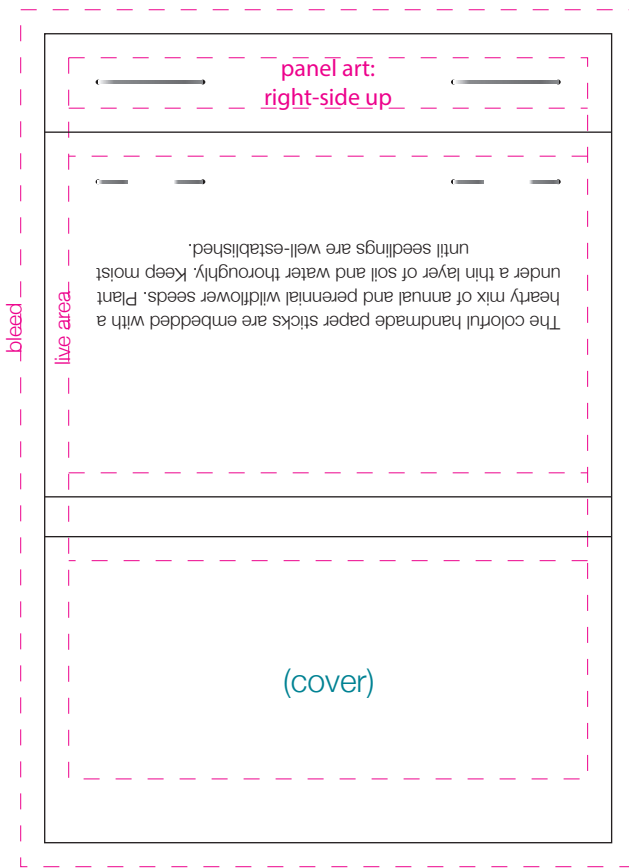 panel art:
right-side up
The colorful handmade paper sticks are embedded with a
hearty mix of annual and perennial wildflower seeds. Plant
under a thin layer of soil and water thoroughly. Keep moist
until seedlings are well-established.
bleed
live area
(cover)